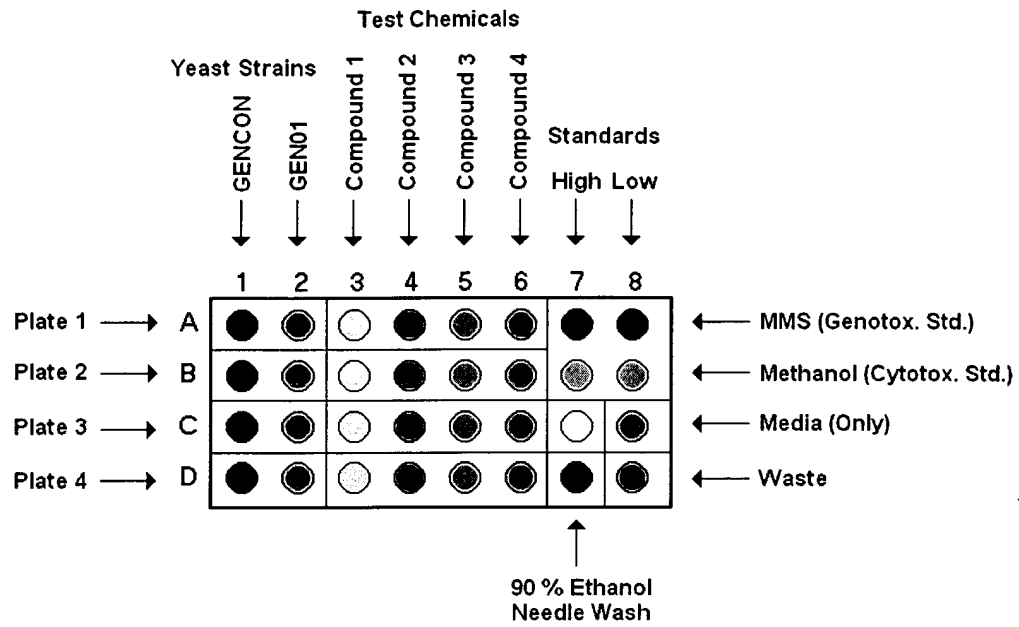 Test Chemicals
Yeast Strains
GENCON
GEN01
Compound 1
Compound 2
Compound 3
Compound 4
Standards
High Low
1 2 3 4 5 6 7 8
Plate 1 A MMS (Genotox. Std.)
Plate 2 B Methanol (Cytotox. Std.)
Plate 3 C Media (Only)
Plate 4 D Waste
90 % Ethanol
Needle Wash